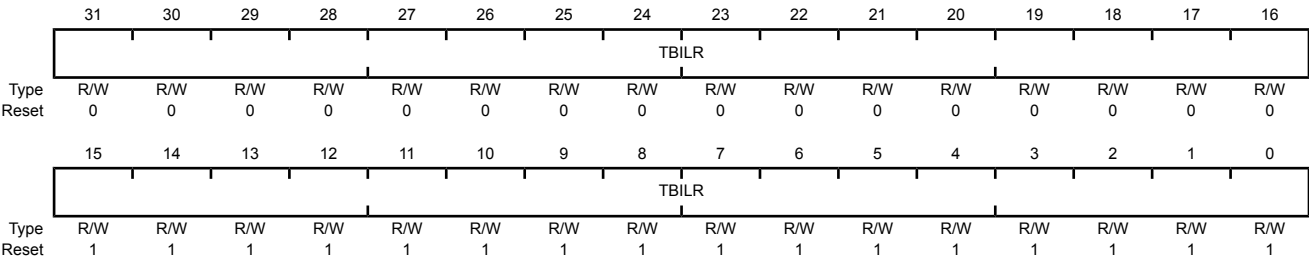 31 30 29 28 27 26 25 24 23 22 21 20 19 18 17 16
TBILR
Type R/W R/W R/W R/W R/W R/W R/W R/W R/W R/W R/W R/W R/W R/W R/W R/W
Reset 0 0 0 0 0 0 0 0 0 0 0 0 0 0 0 0
15 14 13 12 11 10 9 8 7 6 5 4 3 2 1 0
TBILR
Type R/W R/W R/W R/W R/W R/W R/W R/W R/W R/W R/W R/W R/W R/W R/W R/W
Reset 1 1 1 1 1 1 1 1 1 1 1 1 1 1 1 1